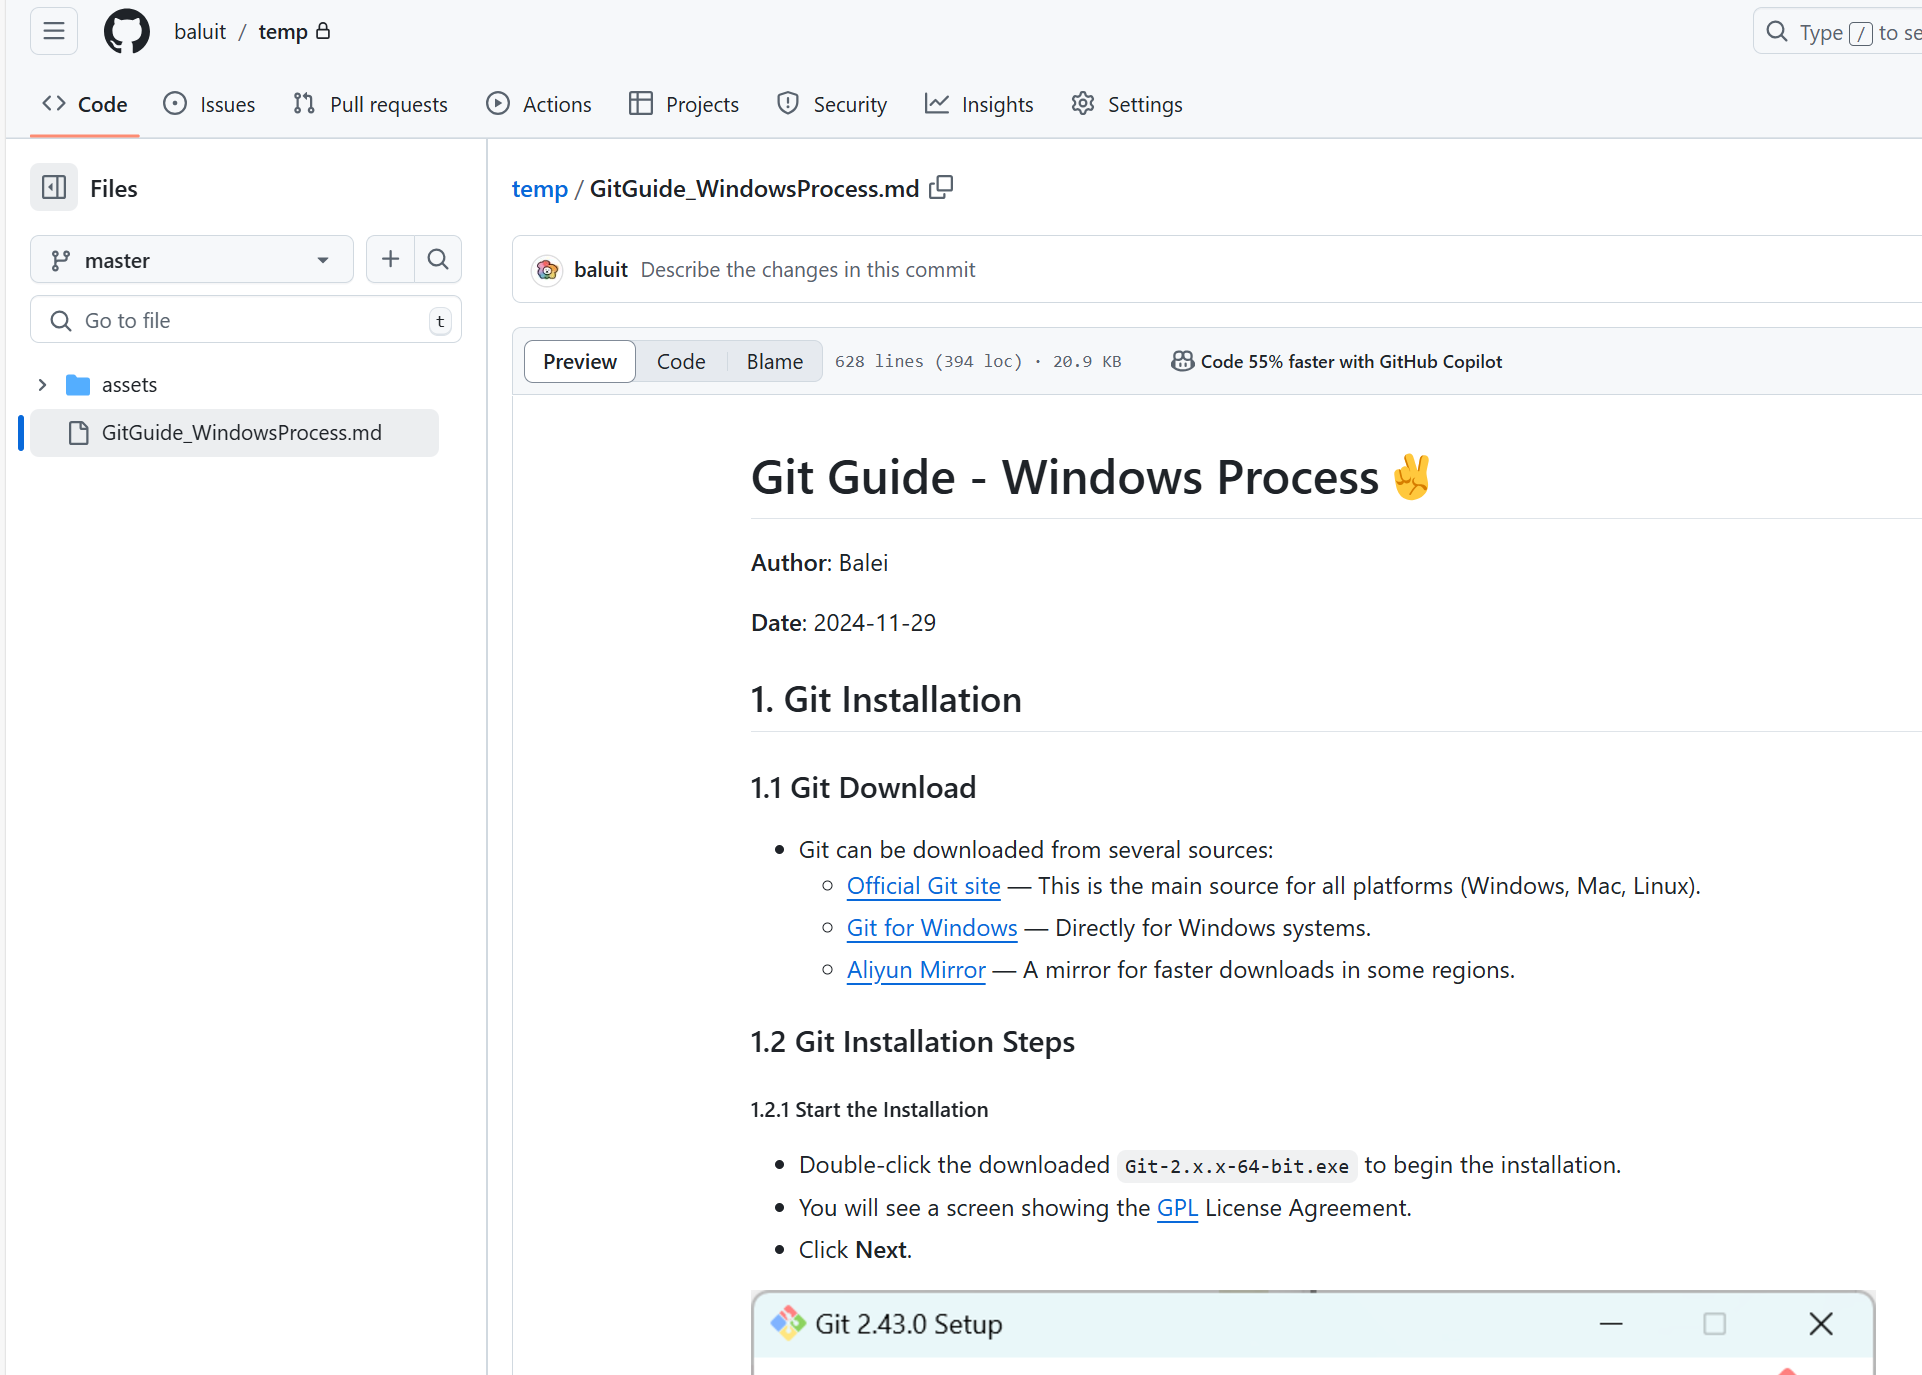 baluit / temp
Type / to se
Code
Issues
Pull requests
Actions
Projects
Security
Insights
Settings
Files
master
Go to file
t
assets
GitGuide_WindowsProcess.md
temp / GitGuide_WindowsProcess.md
baluit Describe the changes in this commit
Preview Code Blame 628 lines (394 loc) · 20.9 KB Code 55% faster with GitHub Copilot
Git Guide - Windows Process ✌️
Author: Balei
Date: 2024-11-29
1. Git Installation
1.1 Git Download
Git can be downloaded from several sources:
Official Git site — This is the main source for all platforms (Windows, Mac, Linux).
Git for Windows — Directly for Windows systems.
Aliyun Mirror — A mirror for faster downloads in some regions.
1.2 Git Installation Steps
1.2.1 Start the Installation
Double-click the downloaded Git-2.x.x-64-bit.exe to begin the installation.
You will see a screen showing the GPL License Agreement.
Click Next.
Git 2.43.0 Setup